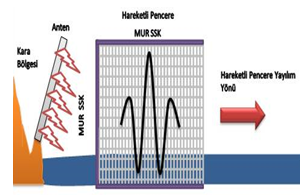 Hareketli Pencere
MUR SSK
Anten
Kara
Bölgesi
MUR SSK
Hareketli Pencere Yayılım
Yönü